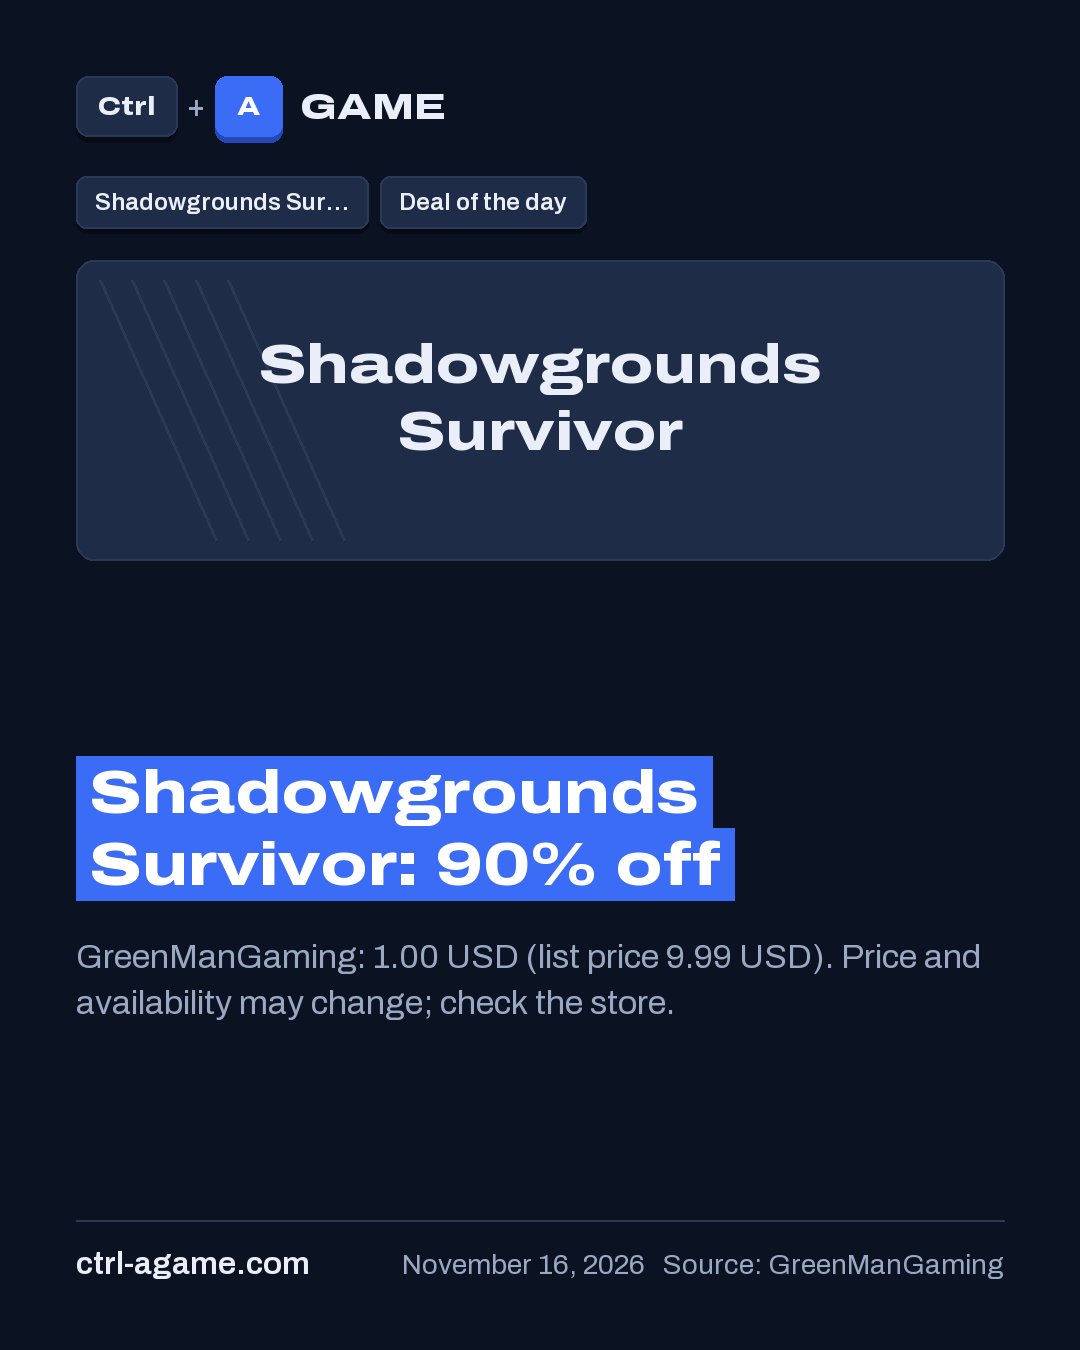 Ctrl + A GAME
Shadowgrounds Sur... Deal of the day
Shadowgrounds
Survivor
Shadowgrounds
Survivor: 90% off
GreenManGaming: 1.00 USD (list price 9.99 USD). Price and
availability may change; check the store.
ctrl-agame.com November 16, 2026 Source: GreenManGaming